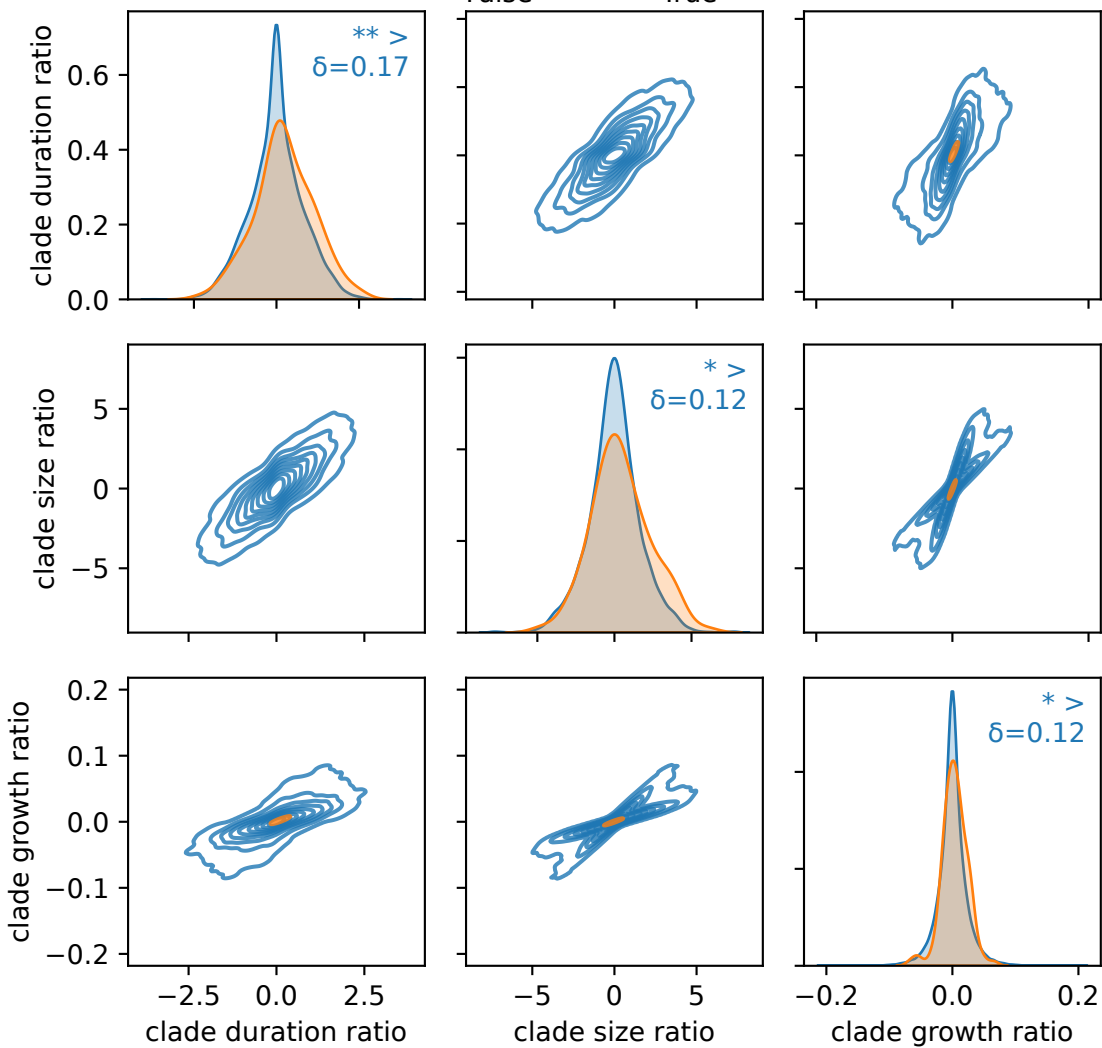 False True
clade duration ratio
0.6
0.4
0.2
0.0
** >
δ=0.17
clade size ratio
5
0
−5
* >
δ=0.12
clade growth ratio
0.2
0.1
0.0
−0.1
−0.2
* >
δ=0.12
−2.5 0.0 2.5
−5 0 5
−0.2 0.0 0.2
clade duration ratio
clade size ratio
clade growth ratio